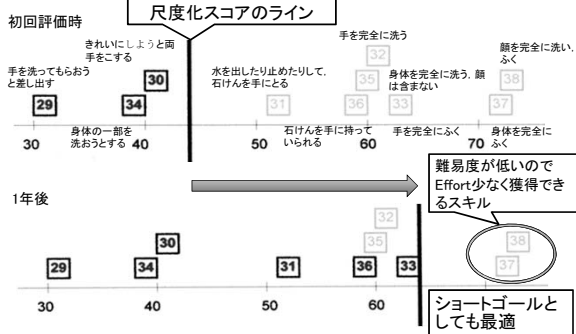 尺度化スコアのライン
初回評価時
きれいにしようと両
手をこする
手を洗ってもらおう
と差し出す
30
29
34
身体の一部を
洗おうとする
水を出したり止めたりして,
石けんを手にとる
31
石けんを手に持って
いられる
手を完全に洗う
32
35
36
身体を完全に洗う, 顔
は含まない
33
手を完全にふく
顔を完全に洗い,
ふく
38
37
身体を完全に
ふく
30
40
50
60
70
難易度が低いので
Effort少なく獲得でき
るスキル
1年後
29
34
30
31
32
35
36
33
38
37
30
40
50
60
ショートゴールと
しても最適